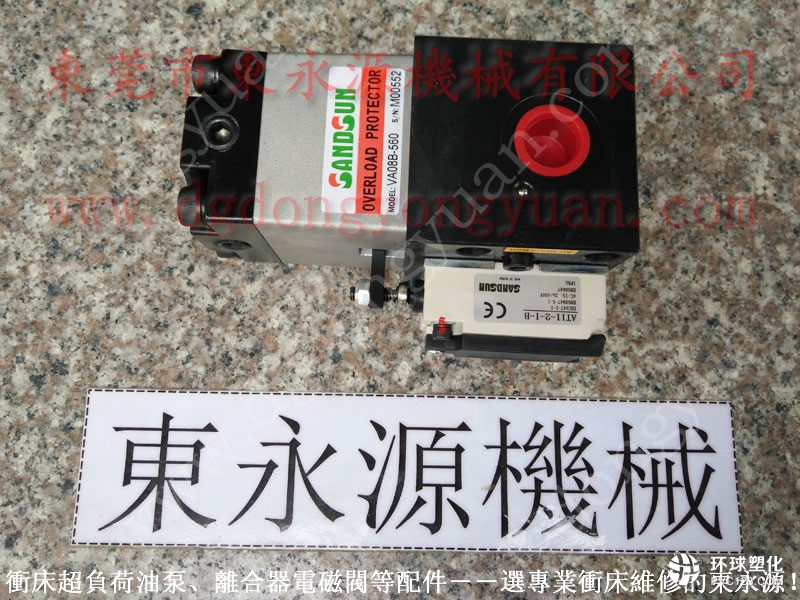 東莞市東永源機械有限公司
www.dgdongyongyuan.com
SANDSUN
OVERLOAD PROTECTOR
MODEL: VA08B-560 S/N: M00552
AT11-2-1-B
SANDSUN
CE
東永源機械
衝床超負荷油泵、離合器電磁閥等配件－－選專業衝床維修的東永源！
环球塑化